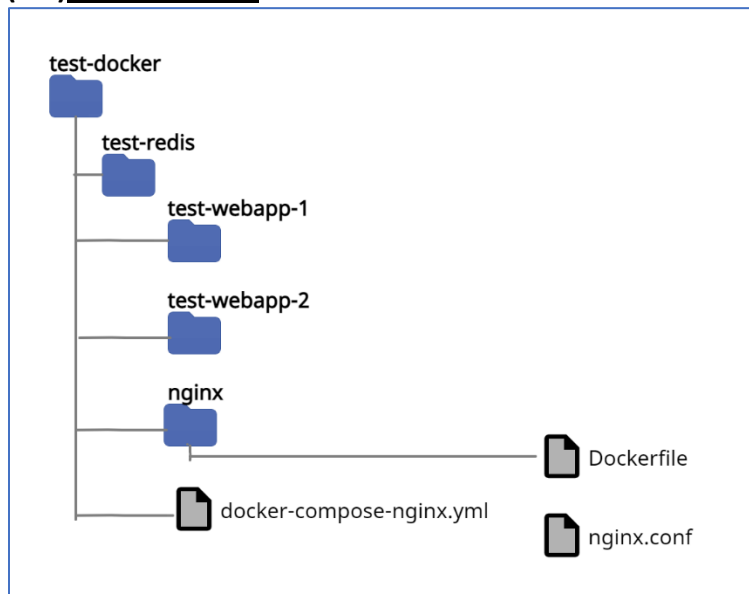 test-docker
test-redis
test-webapp-1
test-webapp-2
nginx
Dockerfile
docker-compose-nginx.yml
nginx.conf